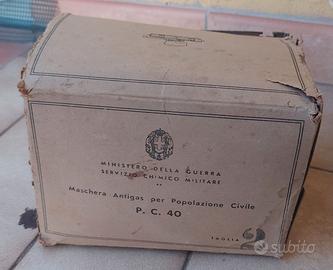 MINISTERO DELLA GUERRA
SERVIZIO CHIMICO MILITARE
Maschera Antigas per Popolazione Civile
P. C. 40
TAGLIA 2
subito